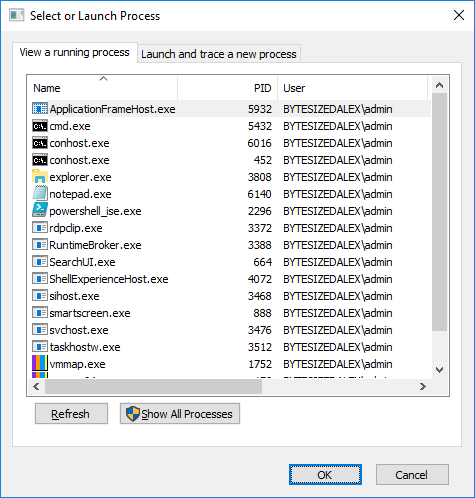 Select or Launch Process
View a running process
Launch and trace a new process
Name PID User
ApplicationFrameHost.exe 5932 BYTESIZEDALEX\admin
cmd.exe 5432 BYTESIZEDALEX\admin
conhost.exe 6016 BYTESIZEDALEX\admin
conhost.exe 452 BYTESIZEDALEX\admin
explorer.exe 3808 BYTESIZEDALEX\admin
notepad.exe 6140 BYTESIZEDALEX\admin
powershell_ise.exe 2296 BYTESIZEDALEX\admin
rdpclip.exe 3372 BYTESIZEDALEX\admin
RuntimeBroker.exe 3388 BYTESIZEDALEX\admin
SearchUI.exe 664 BYTESIZEDALEX\admin
ShellExperienceHost.exe 4072 BYTESIZEDALEX\admin
sihost.exe 3468 BYTESIZEDALEX\admin
smartscreen.exe 888 BYTESIZEDALEX\admin
svchost.exe 3476 BYTESIZEDALEX\admin
taskhostw.exe 3512 BYTESIZEDALEX\admin
vmmap.exe 1752 BYTESIZEDALEX\admin
Refresh
Show All Processes
OK
Cancel